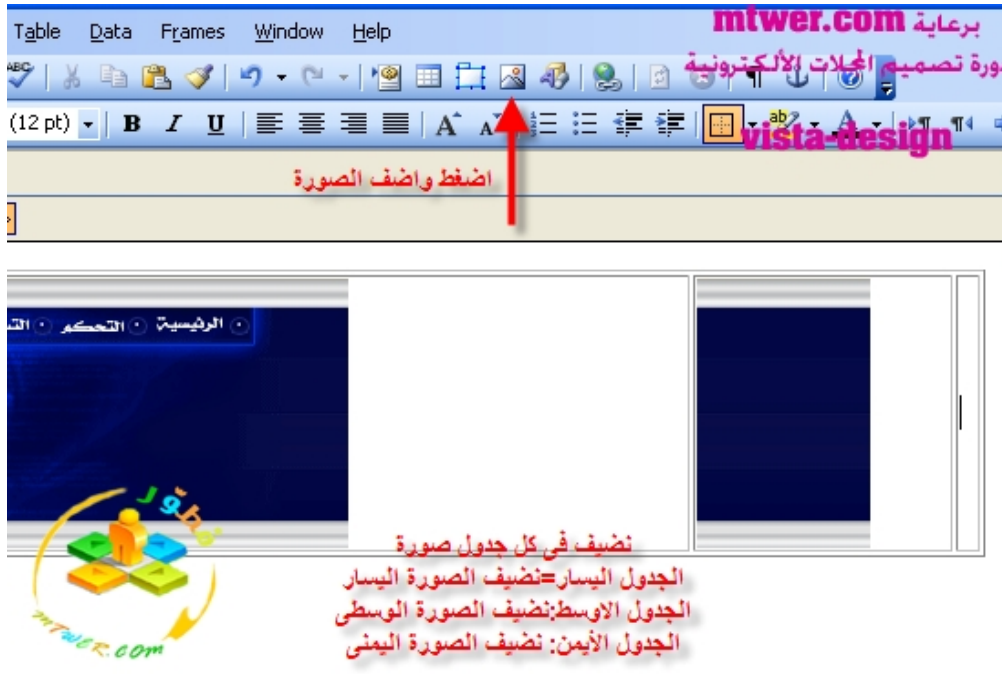 برعاية mtwer.com
Table Data Frames Window Help
دورة تصميم المجلات الألكترونية
(12 pt) B I U
vista-design
اضغط واضف الصورة
الرئيسية التحكم
نضيف في كل جدول صورة
الجدول اليسار=نضيف الصورة اليسار
الجدول الاوسط:نضيف الصورة الوسطى
الجدول الأيمن: نضيف الصورة اليمنى
مطوّر
mTweR.com